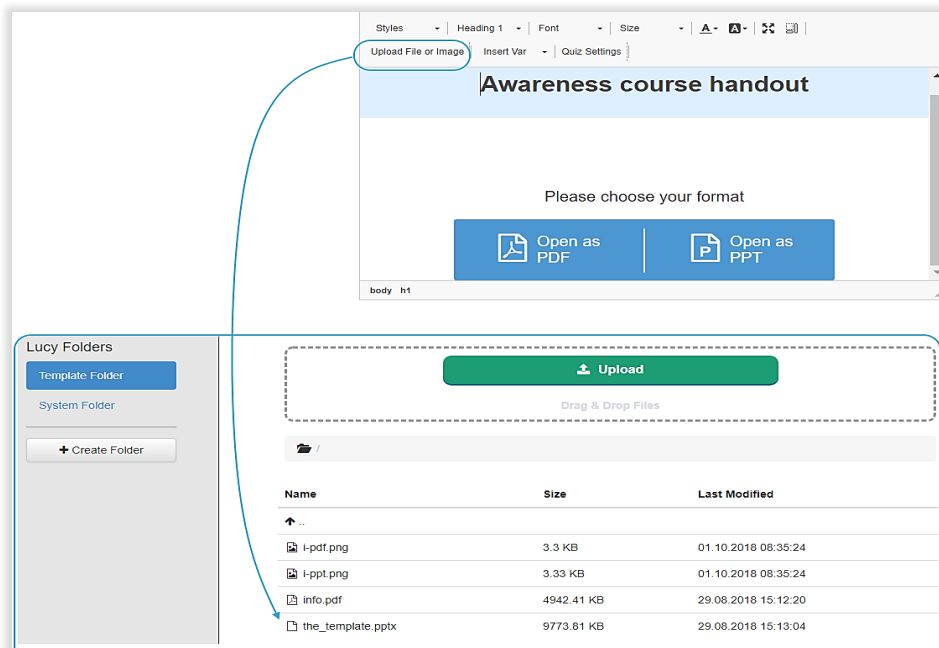 Styles Heading 1 Font Size A A
Upload File or Image Insert Var Quiz Settings
Awareness course handout
Please choose your format
Open as PDF
Open as PPT
body h1
Lucy Folders
Template Folder
System Folder
Create Folder
Upload
Drag & Drop Files
/
Name Size Last Modified
..
i-pdf.png 3.3 KB 01.10.2018 08:35:24
i-ppt.png 3.33 KB 01.10.2018 08:35:24
info.pdf 4942.41 KB 29.08.2018 15:12:20
the_template.pptx 9773.81 KB 29.08.2018 15:13:04